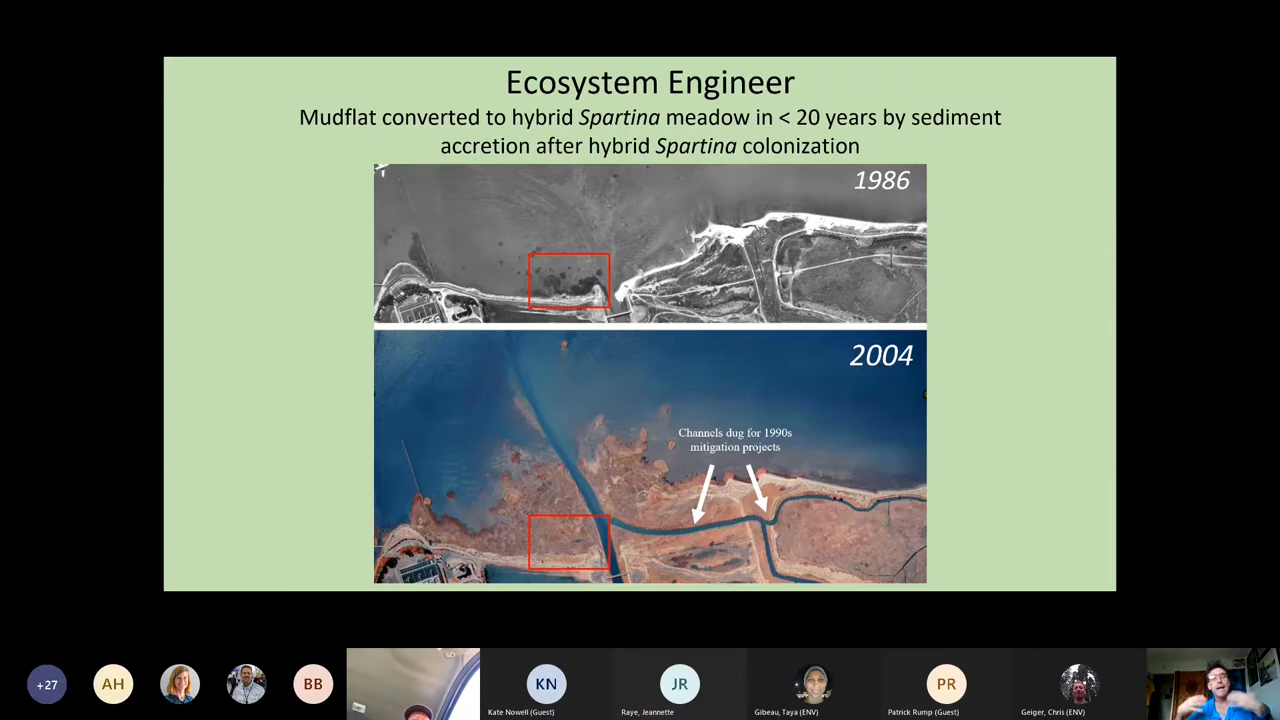 Ecosystem Engineer
Mudflat converted to hybrid Spartina meadow in < 20 years by sediment
accretion after hybrid Spartina colonization
1986
2004
Channels dug for 1990s
mitigation projects
+27
AH
BB
KN
JR
PR
Kate Nowell (Guest)
Raye, Jeannette
Gibeau, Taya (ENV)
Patrick Rump (Guest)
Geiger, Chris (ENV)